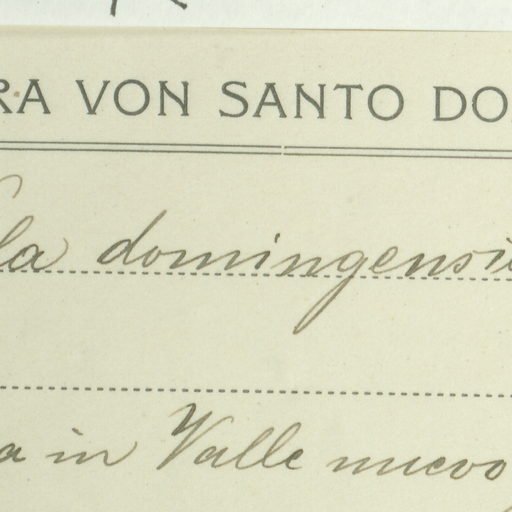 RA VON SANTO DO
la domingensi
a in Valle nuevo